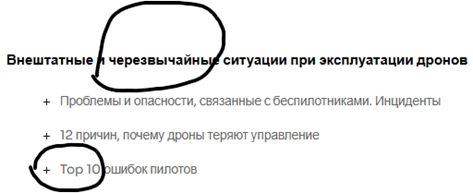 Внештатные и черезвычайные ситуации при эксплуатации дронов
+ Проблемы и опасности, связанные с беспилотниками. Инциденты
+ 12 причин, почему дроны теряют управление
+ Top 10 ошибок пилотов